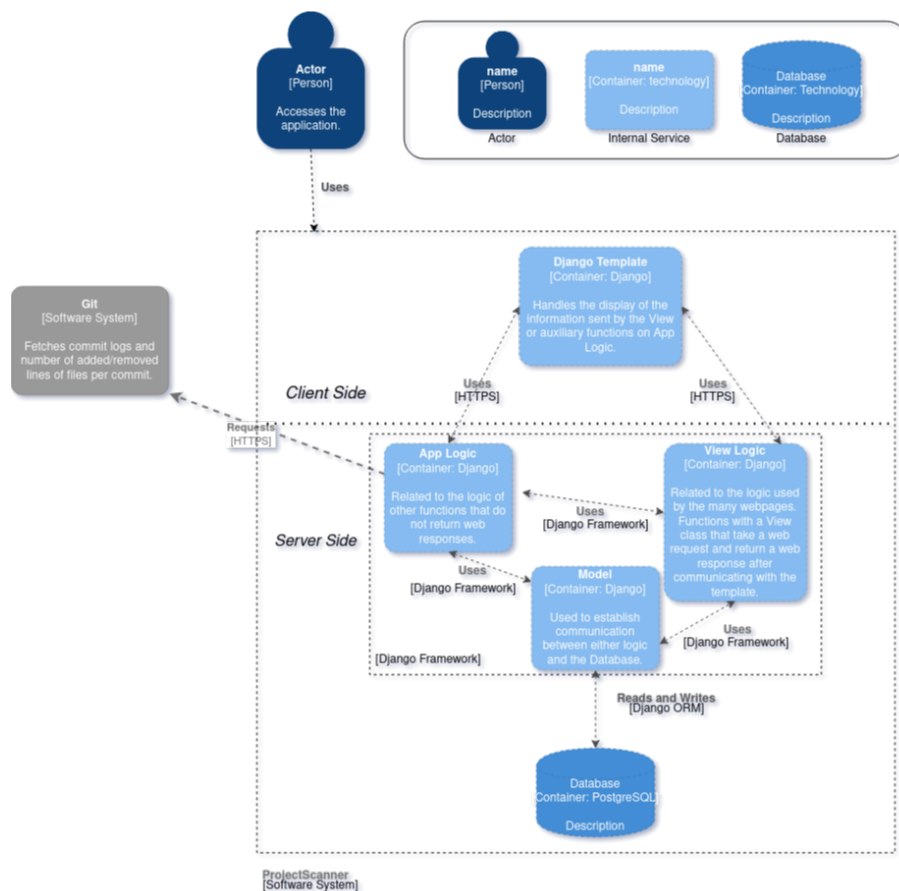 Actor
[Person]
Accesses the
application.
name
[Person]
Description
Actor
name
[Container: technology]
Description
Internal Service
Database
[Container: Technology]
Description
Database
Uses
Django Template
[Container: Django]
Handles the display of the
information sent by the View
or auxiliary functions on App
Logic.
Git
[Software System]
Fetches commit logs and
number of added/removed
lines of files per commit.
Client Side
Uses
[HTTPS]
Uses
[HTTPS]
Requests
[HTTPS]
App Logic
[Container: Django]
Related to the logic of
other functions that do
not return web
responses.
View Logic
[Container: Django]
Related to the logic used
by the many webpages.
Functions with a View
class that take a web
request and return a web
response after
communicating with the
template.
Uses
[Django Framework]
Server Side
Uses
[Django Framework]
Model
[Container: Django]
Used to establish
communication
between either logic
and the Database.
Uses
[Django Framework]
[Django Framework]
Reads and Writes
[Django ORM]
Database
[Container: PostgreSQL]
Description
ProjectScanner
[Software System]